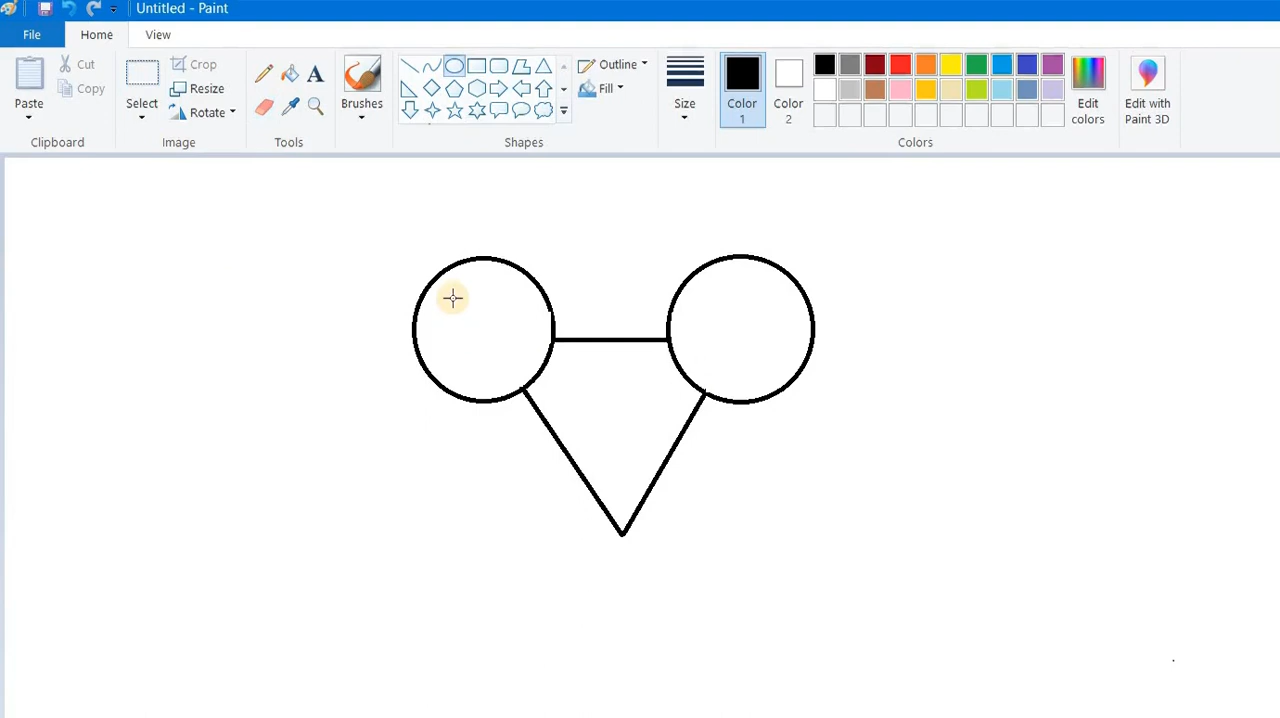 Untitled - Paint
File Home View
Cut
Copy
Paste
Clipboard
Crop
Resize
Rotate
Select
Image
A
Tools
Brushes
Outline
Fill
Shapes
Size
Color 1
Color 2
Edit colors
Colors
Edit with Paint 3D